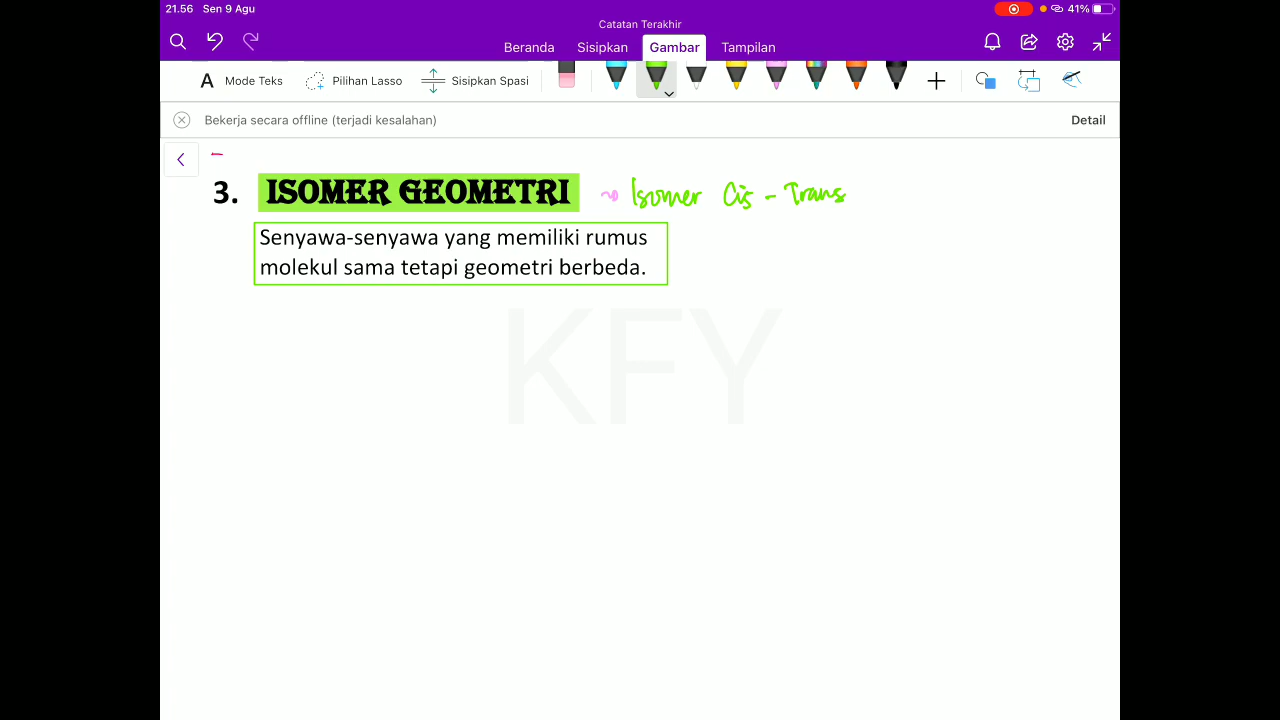 21.56 Sen 9 Agu
41%
Catatan Terakhir
Beranda Sisipkan Gambar Tampilan
A Mode Teks Pilihan Lasso Sisipkan Spasi
Bekerja secara offline (terjadi kesalahan) Detail
3. ISOMER GEOMETRI Isomer Cis - Trans
Senyawa-senyawa yang memiliki rumus
molekul sama tetapi geometri berbeda.
KFY